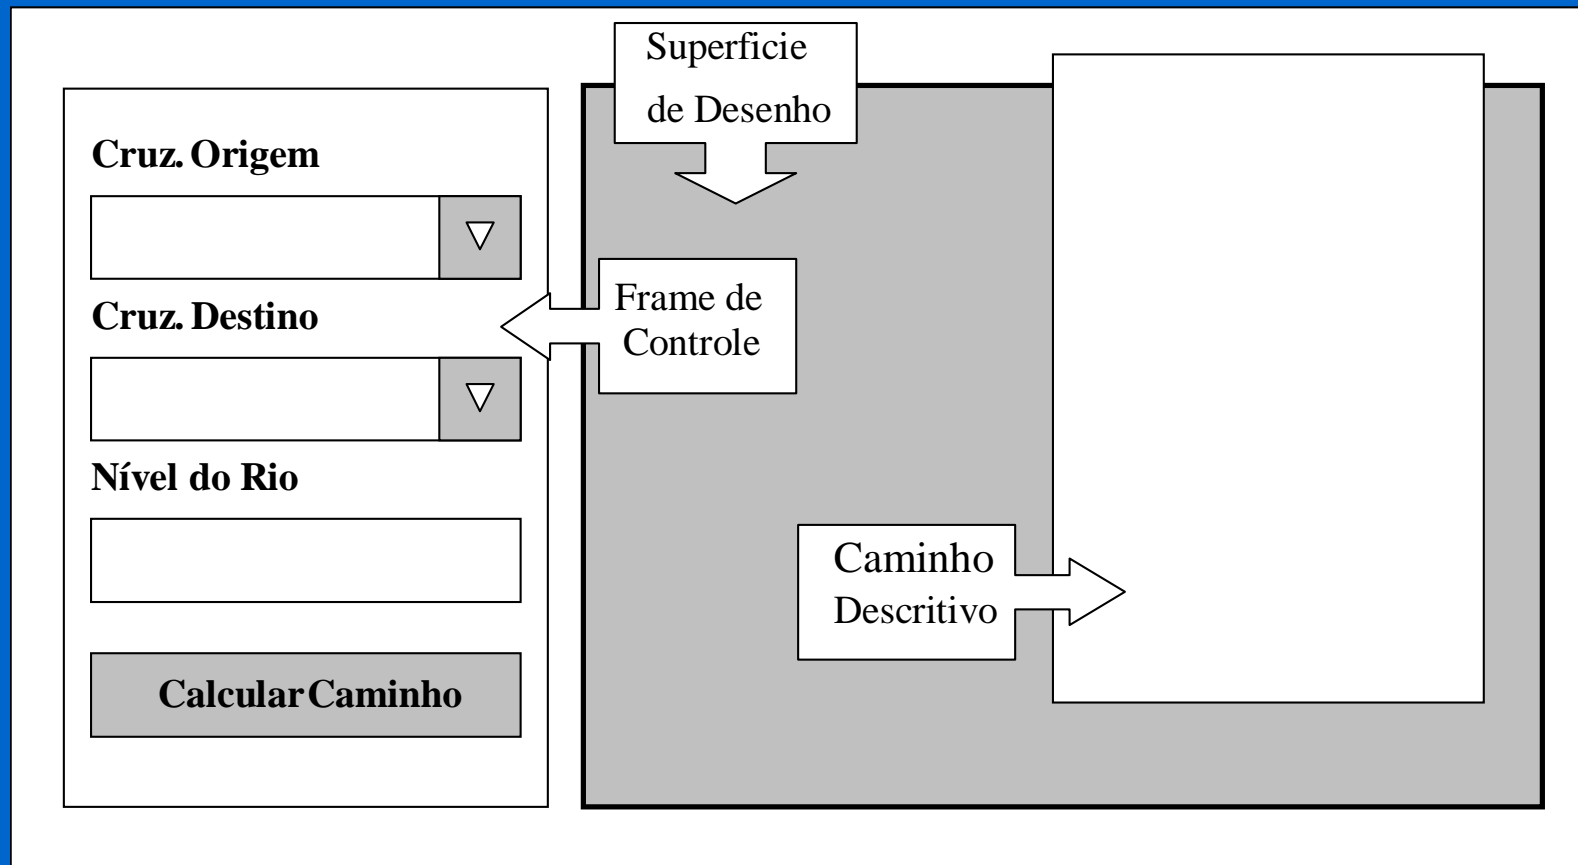 Superficie
de Desenho
Cruz. Origem
Cruz. Destino
Nível do Rio
Calcular Caminho
Frame de
Controle
Caminho
Descritivo